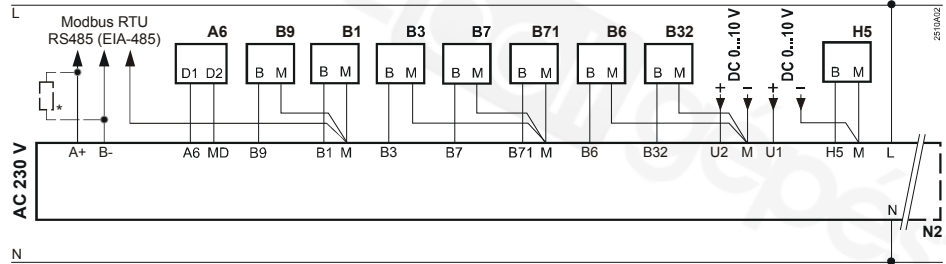 L
Modbus RTU
RS485 (EIA-485)
A6 B9 B1 B3 B7 B71 B6 B32 DC 0...10 V DC 0...10 V H5
2510A02
D1 D2 B M B M B M B M B M B M B M B M
*
+ − + −
A+ B- A6 MD B9 B1 M B3 B7 B71 M B6 B32 U2 M U1 H5 M L
AC 230 V
N
N2
N